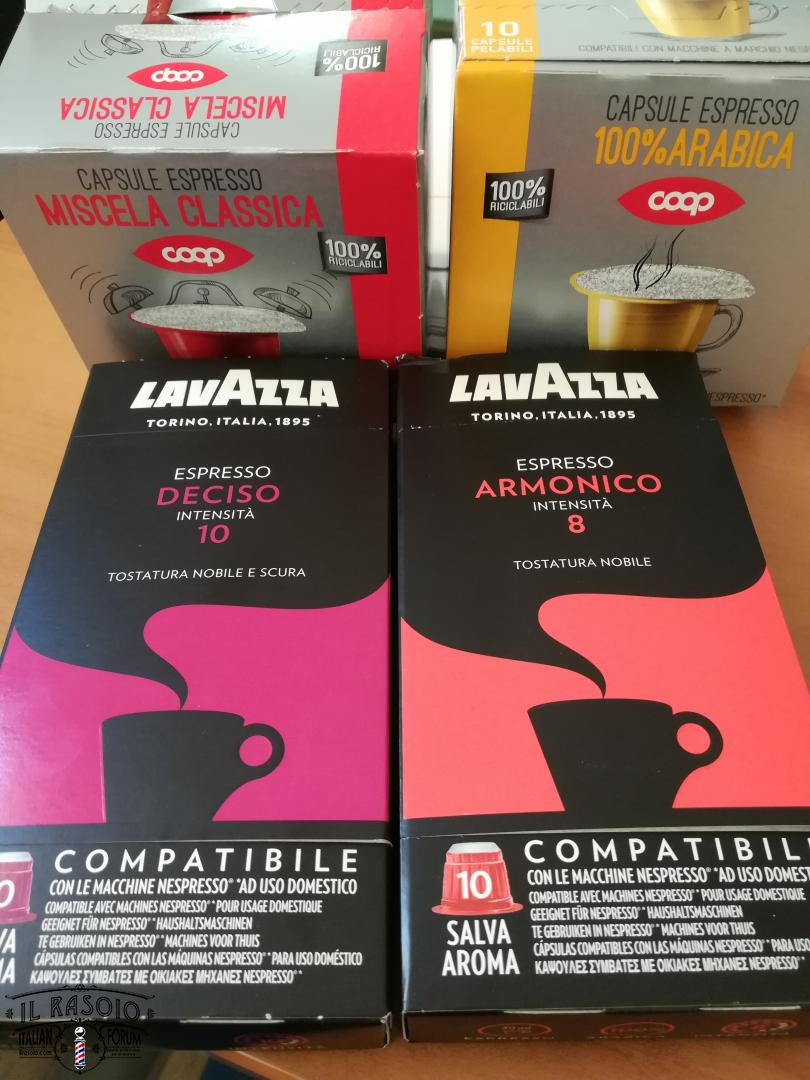 100%
RICICLABILI
coop
MISCELA CLASSICA
CAPSULE ESPRESSO
CAPSULE ESPRESSO
MISCELA CLASSICA
coop
100%
RICICLABILI
10
CAPSULE
PELABILI
COMPATIBILI CON MACCHINE A MARCHIO
CAPSULE ESPRESSO
100% ARABICA
100%
RICICLABILI
coop
LAVAZZA
TORINO, ITALIA, 1895
ESPRESSO
DECISO
INTENSITÀ
10
TOSTATURA NOBILE E SCURA
COMPATIBILE
CON LE MACCHINE NESPRESSO* *AD USO DOMESTICO
COMPATIBLE AVEC MACHINES NESPRESSO* *POUR USAGE DOMESTIQUE
GEEIGNET FÜR NESPRESSO* *HAUSHALTSMASCHINEN
TE GEBRUIKEN IN NESPRESSO* *MACHINES VOOR THUIS
CÁPSULAS COMPATIBLES CON LAS MÁQUINAS NESPRESSO* *PARA USO DOMÉSTICO
ΚΑΨΟΥΛΕΣ ΣΥΜΒΑΤΕΣ ΜΕ ΟΙΚΙΑΚΕΣ ΜΗΧΑΝΕΣ NESPRESSO**
LAVAZZA
TORINO, ITALIA, 1895
ESPRESSO
ARMONICO
INTENSITÀ
8
TOSTATURA NOBILE
10
SALVA
AROMA
COMPATIBIL
CON LE MACCHINE NESPRESSO* *AD USO DOMEST
COMPATIBLE AVEC MACHINES NESPRESSO* *POUR USAGE DOMESTIQUE
GEEIGNET FÜR NESPRESSO* *HAUSHALTSMASCHINEN
TE GEBRUIKEN IN NESPRESSO* *MACHINES VOOR THUIS
CÁPSULAS COMPATIBLES CON LAS MÁQUINAS NESPRESSO* *PARA USO
ΚΑΨΟΥΛΕΣ ΣΥΜΒΑΤΕΣ ΜΕ ΟΙΚΙΑΚΕΣ ΜΗΧΑΝΕΣ NESPRESSO**
IL RASOIO
ITALIAN FORUM